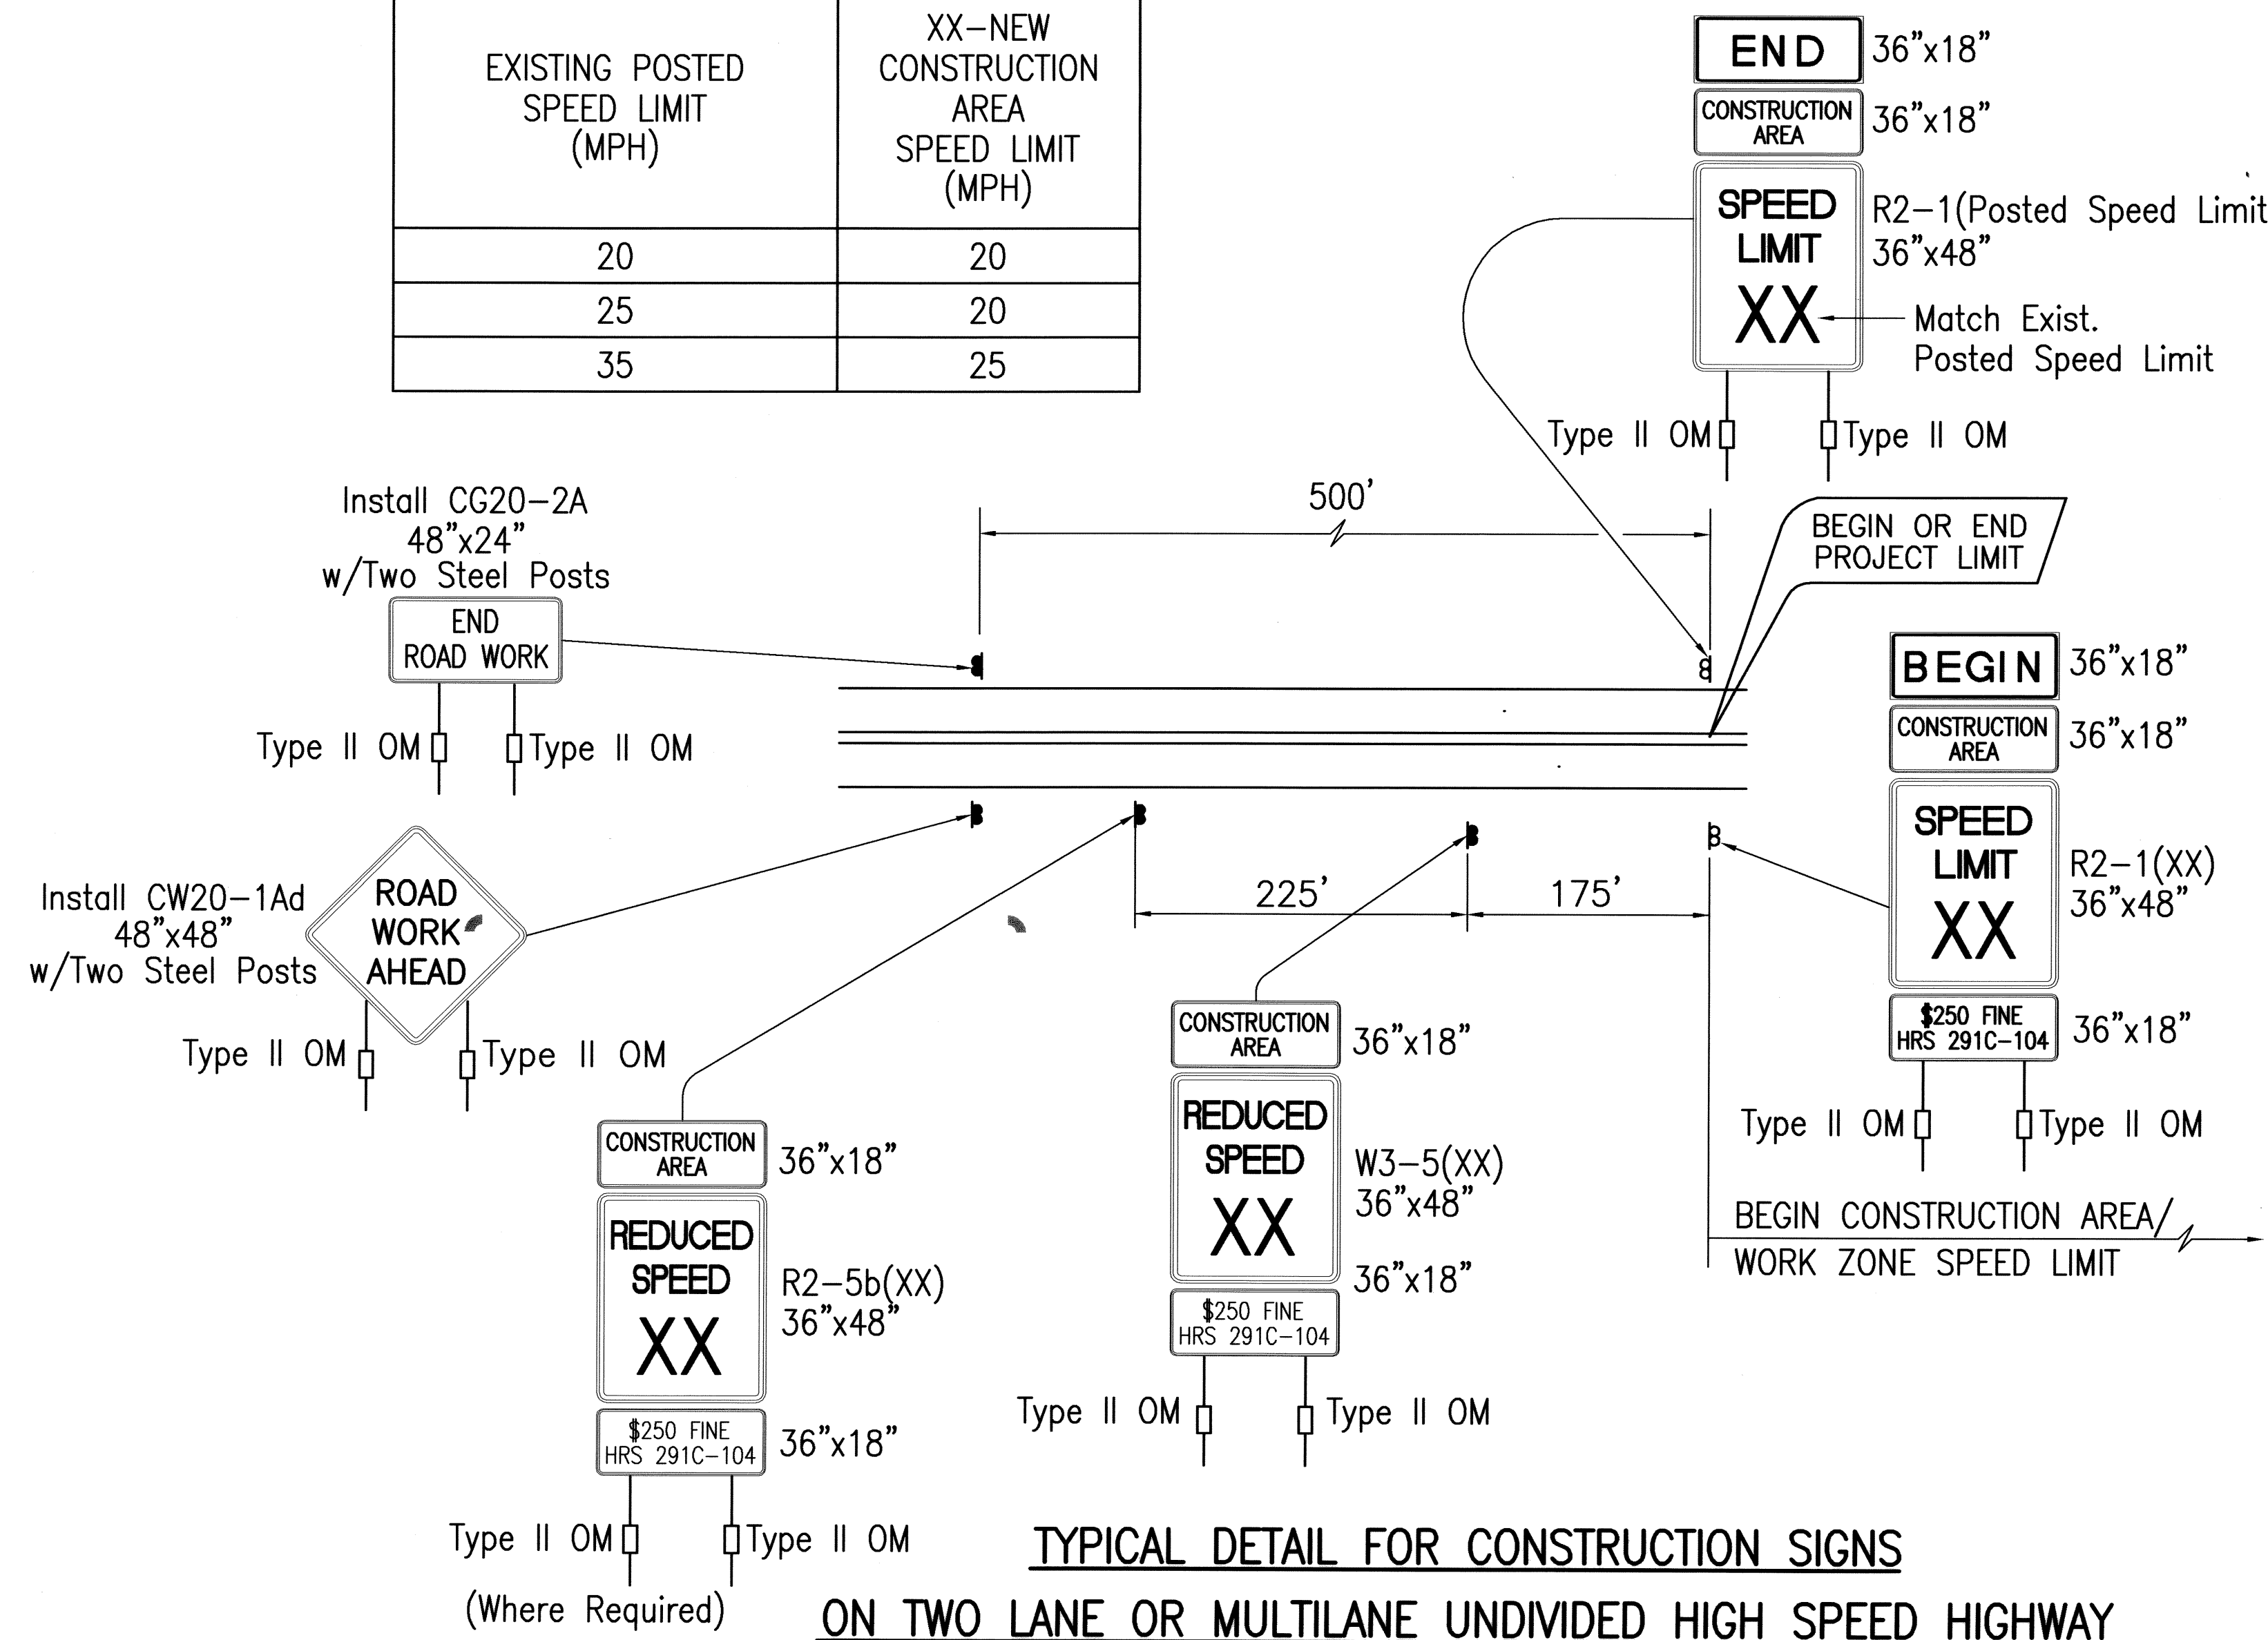 EXISTING POSTED
SPEED LIMIT
(MPH)
XX-NEW
CONSTRUCTION
AREA
SPEED LIMIT
(MPH)
20 20
25 20
35 25
END 36"x18"
CONSTRUCTION
AREA
36"x18"
SPEED
LIMIT
XX
R2-1(Posted Speed Limit
36"x48"
Match Exist.
Posted Speed Limit
Type II OM
Type II OM
500'
BEGIN OR END
PROJECT LIMIT
Install CG20-2A
48"x24"
w/Two Steel Posts
END
ROAD WORK
Type II OM
Type II OM
Install CW20-1Ad
48"x48"
w/Two Steel Posts
ROAD
WORK
AHEAD
Type II OM
Type II OM
225'
175'
BEGIN 36"x18"
CONSTRUCTION
AREA
36"x18"
SPEED
LIMIT
XX
R2-1(XX)
36"x48"
$250 FINE
HRS 291C-104
36"x18"
Type II OM
Type II OM
BEGIN CONSTRUCTION AREA/
WORK ZONE SPEED LIMIT
CONSTRUCTION
AREA
36"x18"
REDUCED
SPEED
XX
W3-5(XX)
36"x48"
36"x18"
$250 FINE
HRS 291C-104
Type II OM
Type II OM
CONSTRUCTION
AREA
36"x18"
REDUCED
SPEED
XX
R2-5b(XX)
36"x48"
$250 FINE
HRS 291C-104
36"x18"
Type II OM
Type II OM
(Where Required)
TYPICAL DETAIL FOR CONSTRUCTION SIGNS
ON TWO LANE OR MULTILANE UNDIVIDED HIGH SPEED HIGHWAY